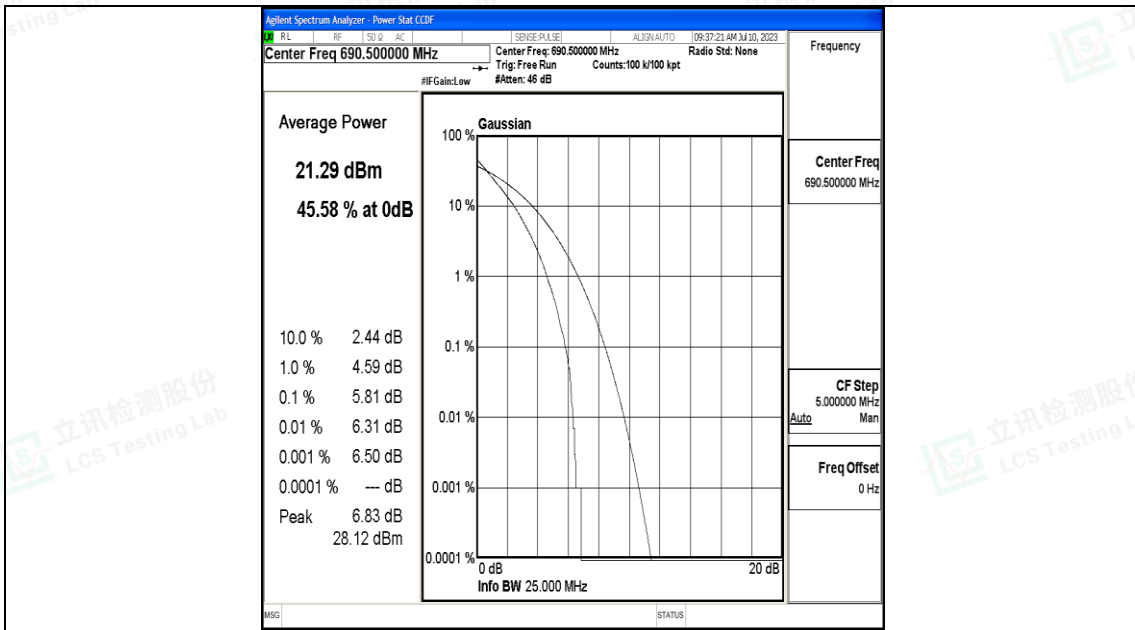 Agilent Spectrum Analyzer - Power Stat CCDF
RL RF 50 Ω AC SENSE:PULSE ALIGN AUTO 09:37:21 AM Jul 10, 2023
Center Freq 690.500000 MHz
Center Freq: 690.500000 MHz
Radio Std: None
Trig: Free Run Counts:100 k/100 kpt
#IFGain:Low #Atten: 46 dB
Frequency
Average Power
21.29 dBm
45.58 % at 0dB
10.0 % 2.44 dB
1.0 % 4.59 dB
0.1 % 5.81 dB
0.01 % 6.31 dB
0.001 % 6.50 dB
0.0001 % --- dB
Peak 6.83 dB
28.12 dBm
Gaussian
100 %
10 %
1 %
0.1 %
0.01 %
0.001 %
0.0001 %
0 dB 20 dB
Info BW 25.000 MHz
Center Freq
690.500000 MHz
CF Step
5.000000 MHz
Auto Man
Freq Offset
0 Hz
MSG STATUS
立讯检测股份
LCS Testing Lab
立讯检测股份
LCS Testing L